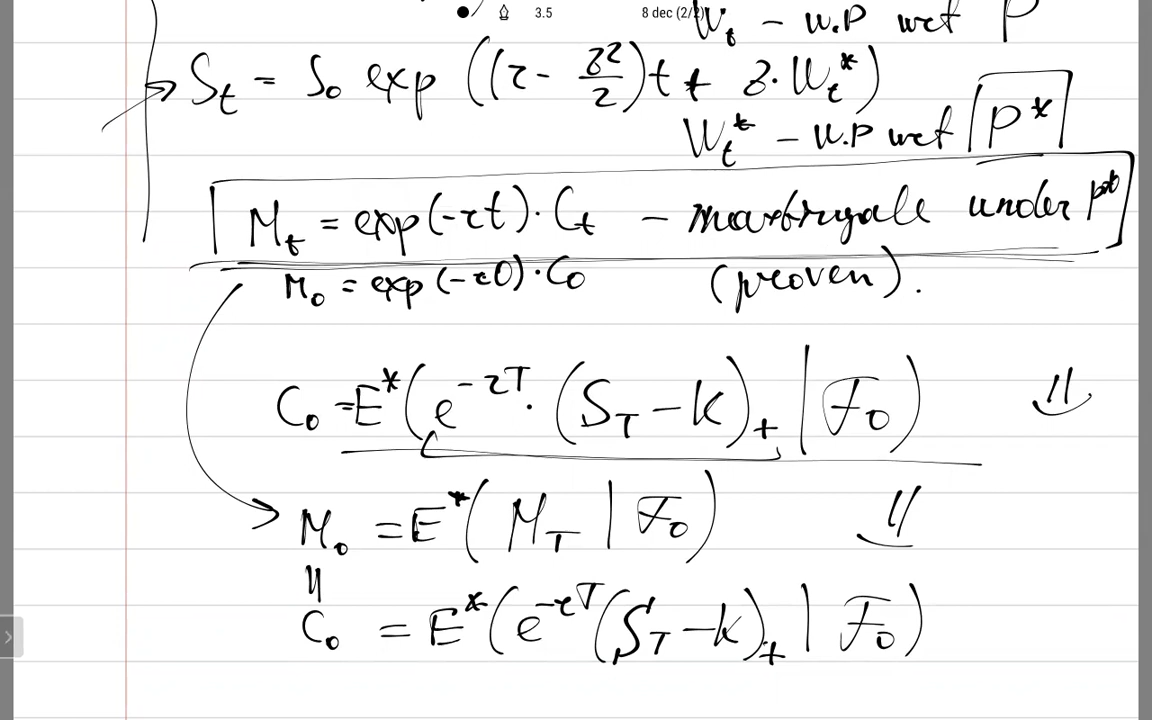 3.5 8 dec (2/2)
W_t - W.P wrt P
S_t = S_0 exp ((r - σ²/2)t + σ·W_t^*)
W_t^* - W.P wrt P*
M_t = exp(-rt)·C_t - martingale under P*
M_0 = exp(-r0)·C_0 (proven).
C_0 = E*(e^{-rT}·(S_T - K)_+ | F_0)
M_0 = E*(M_T | F_0)
॥
C_0 = E*(e^{-rT}(S_T - K)_+ | F_0)